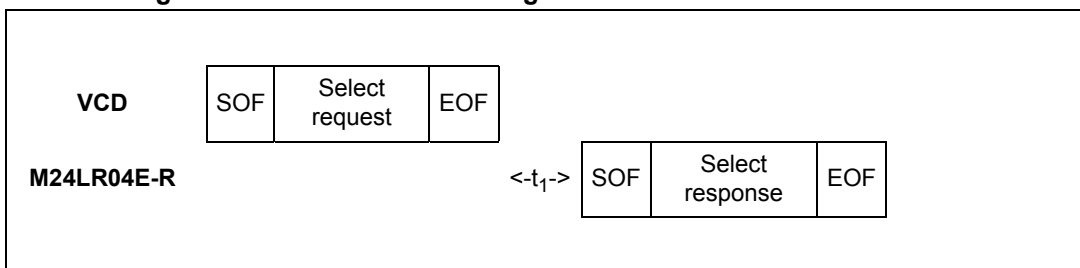 VCD SOF Select request EOF
M24LR04E-R <-t1-> SOF Select response EOF